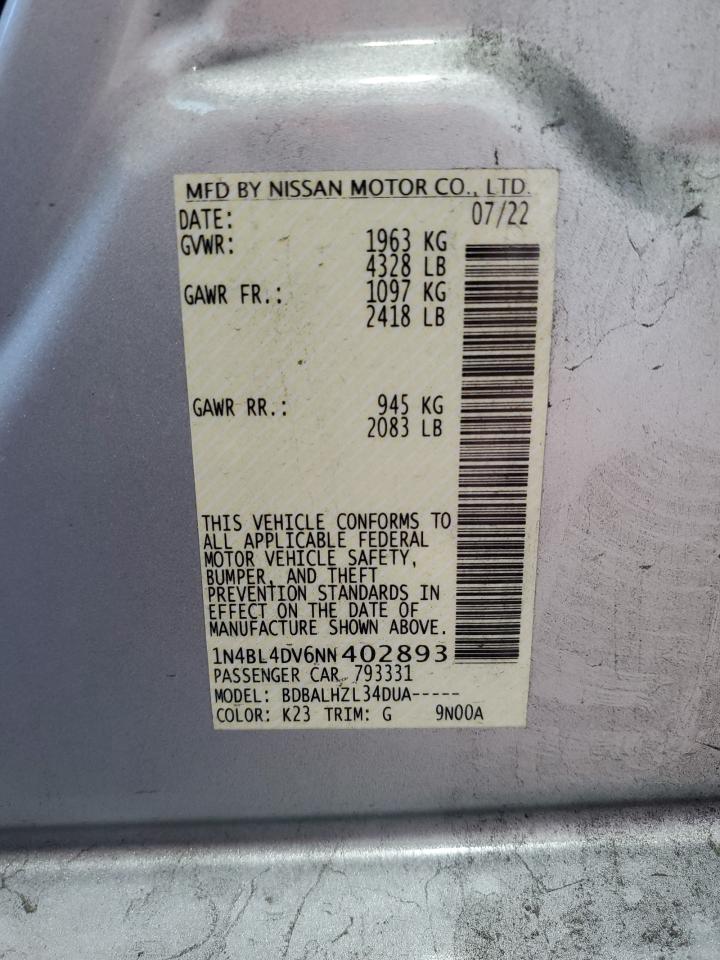 MFD BY NISSAN MOTOR CO., LTD.
DATE: 07/22
GVWR: 1963 KG
4328 LB
GAWR FR.: 1097 KG
2418 LB
GAWR RR.: 945 KG
2083 LB
THIS VEHICLE CONFORMS TO
ALL APPLICABLE FEDERAL
MOTOR VEHICLE SAFETY,
BUMPER, AND THEFT
PREVENTION STANDARDS IN
EFFECT ON THE DATE OF
MANUFACTURE SHOWN ABOVE.
1N4BL4DV6NN402893
PASSENGER CAR 793331
MODEL: BDBALHZL34DUA-----
COLOR: K23 TRIM: G 9N00A